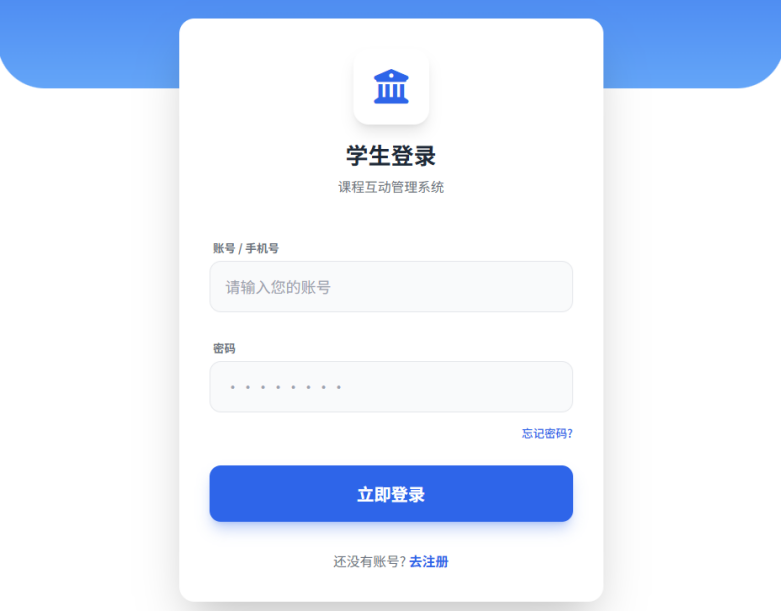 学生登录
课程互动管理系统
账号 / 手机号
请输入您的账号
密码
••••••••
忘记密码?
立即登录
还没有账号? 去注册